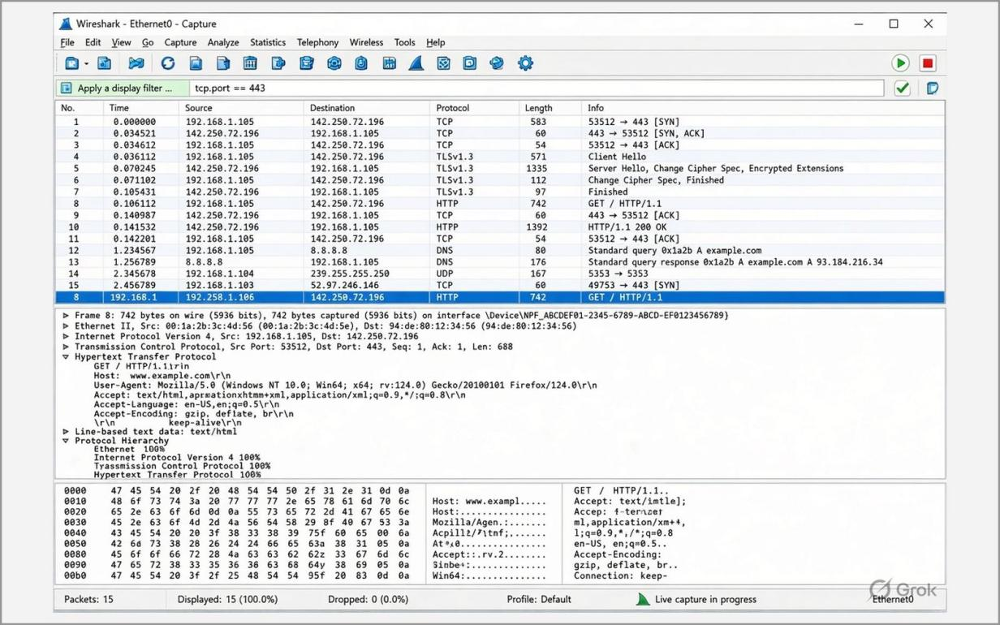 Wireshark - Ethernet0 - Capture
File Edit View Go Capture Analyze Statistics Telephony Wireless Tools Help
Apply a display filter ... tcp.port == 443
No. Time Source Destination Protocol Length Info
1 0.000000 192.168.1.105 142.250.72.196 TCP 583 53512 → 443 [SYN]
2 0.034521 142.250.72.196 192.168.1.105 TCP 60 443 → 53512 [SYN, ACK]
3 0.034612 192.168.1.105 142.250.72.196 TCP 54 53512 → 443 [ACK]
4 0.036112 192.168.1.105 142.250.72.196 TLSv1.3 571 Client Hello
5 0.070245 142.250.72.196 192.168.1.105 TLSv1.3 1335 Server Hello, Change Cipher Spec, Encrypted Extensions
6 0.071102 192.168.1.105 142.250.72.196 TLSv1.3 112 Change Cipher Spec, Finished
7 0.105431 142.250.72.196 192.168.1.105 TLSv1.3 97 Finished
8 0.106112 192.168.1.105 142.250.72.196 HTTP 742 GET / HTTP/1.1
9 0.140987 142.250.72.196 192.168.1.105 TCP 60 443 → 53512 [ACK]
10 0.141532 142.250.72.196 192.168.1.105 HTPP 1392 HTTP/1.1 200 OK
11 0.142201 192.168.1.105 142.250.72.196 TCP 54 53512 → 443 [ACK]
12 1.234567 192.168.1.105 8.8.8.8 DNS 80 Standard query 0x1a2b A example.com
13 1.256789 8.8.8.8 192.168.1.105 DNS 176 Standard query response 0x1a2b A example.com A 93.184.216.34
14 2.345678 192.168.1.104 239.255.255.250 UDP 167 5353 → 5353
15 2.456789 192.168.1.103 52.97.246.146 TCP 60 49753 → 443 [SYN]
8 192.168.1 192.258.1.106 142.250.72.196 HTTP 742 GET / HTTP/1.1
Frame 8: 742 bytes on wire (5936 bits), 742 bytes captured (5936 bits) on interface \Device\NPF_ABCDEF01-2345-6789-ABCD-EF0123456789}
Ethernet II, Src: 00:1a:2b:3c:4d:56 (00:1a:2b:3c:4d:5e), Dst: 94:de:80:12:34:56 (94:de:80:12:34:56)
Internet Protocol Version 4, Src: 192.168.1.105, Dst: 142.250.72.196
Transmission Control Protocol, Src Port: 53512, Dst Port: 443, Seq: 1, Ack: 1, Len: 688
Hypertext Transfer Protocol
GET /
Host: www.example.com\r\n
User-Agent: Mozilla/5.0 (Windows NT 10.0; Win64; x64; rv:124.0) Gecko/20100101 Firefox/124.0\r\n
Accept: text/html,aprmationxhtmm+xml,application/xml;q=0.9,*/;q=0.8\r\n
Accept-Language: en-US,en;q=0.5\r\n
Accept-Encoding: gzip, deflate, br\r\n
\r\n keep-alive\r\n
Line-based text data: text/html
Protocol Hierarchy
Ethernet 100%
Internet Protocol Version 4 100%
Tyassmission Control Protocol 100%
Hypertext Transfer Protocol 100%
0000 47 45 54 20 2f 20 48 54 54 50 2f 31 2e 31 0d 0a GET / HTTP/1.1..
0010 48 6f 73 74 3a 20 77 77 77 2e 65 78 61 6d 70 6c Host: www.exampl..... Accept:
0020 65 2e 63 6f 6d 0d 0a 55 73 65 72 2d 41 67 65 6e Host:............... Accep:
0030 45 2e 63 6f 4d 2d 4a 56 54 58 29 8f 40 67 53 3a Mozilla/Agen.:....... ml,application/xm++,
0040 43 45 54 20 20 3f 38 33 38 39 75f 60 65 00 6a l;q=0.9,*,/*;q=0.8
0050 42 6d 73 38 28 26 24 24 66 65 63a 38 31 05 0a en-US, en;q=0.5..
0080 45 6f 6f 66 72 28 4a 63 63 62 62z 33 67 6d 6c Accept::.rv.2....... Accept-Encoding:
0090 47 65 72 38 33 35 36 36 63 68 64y 38 69 05 0a gzip, deflate, br..
00b0 47 45 54 20 3f 2f 25 48 54 54 95f 20 83 0d 0a Win64:............... Connection: keep-
Packets: 15 Displayed: 15 (100.0%) Dropped: 0 (0.0%) Profile: Default Live capture in progress Ethernet0
Grok